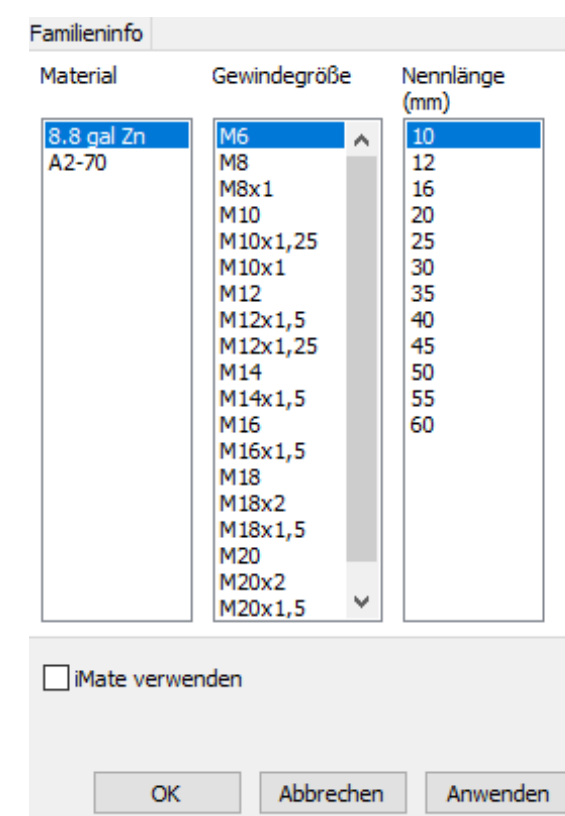 Familieninfo
Material
Gewindegröße
Nennlänge
(mm)
8.8 gal Zn
A2-70
M6
M8
M8x1
M10
M10x1,25
M10x1
M12
M12x1,5
M12x1,25
M14
M14x1,5
M16
M16x1,5
M18
M18x2
M18x1,5
M20
M20x2
M20x1,5
10
12
16
20
25
30
35
40
45
50
55
60
iMate verwenden
OK
Abbrechen
Anwenden